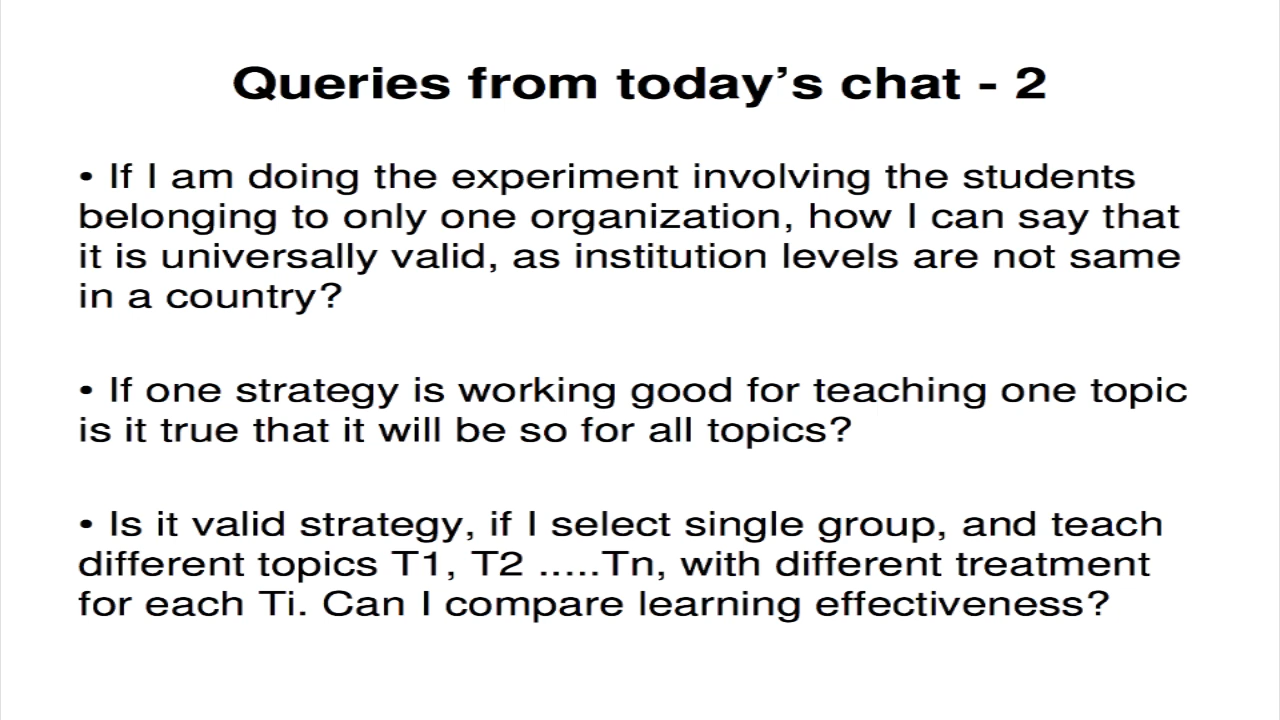 Queries from today’s chat - 2
• If I am doing the experiment involving the students
belonging to only one organization, how I can say that
it is universally valid, as institution levels are not same
in a country?
• If one strategy is working good for teaching one topic
is it true that it will be so for all topics?
• Is it valid strategy, if I select single group, and teach
different topics T1, T2 .....Tn, with different treatment
for each Ti. Can I compare learning effectiveness?